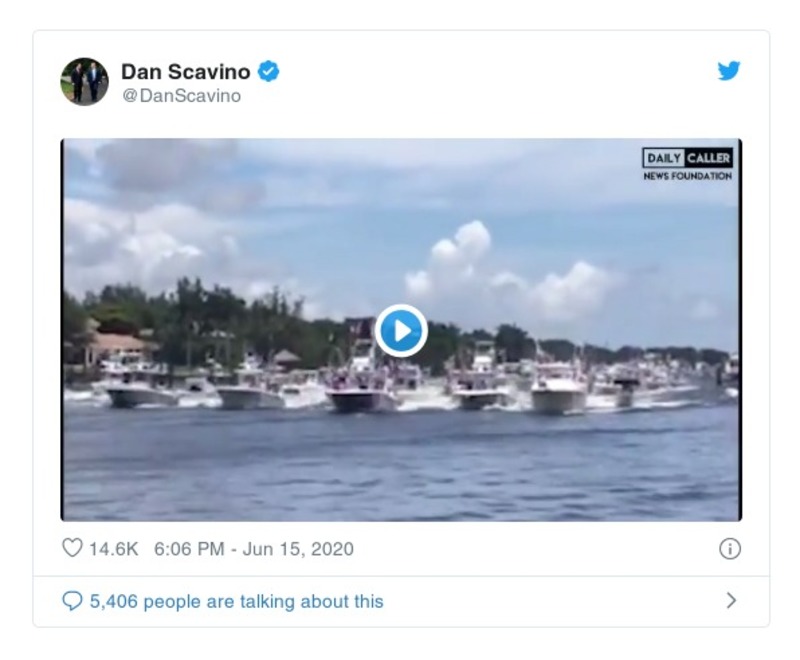 Dan Scavino
@DanScavino
DAILY CALLER
NEWS FOUNDATION
14.6K 6:06 PM - Jun 15, 2020
5,406 people are talking about this